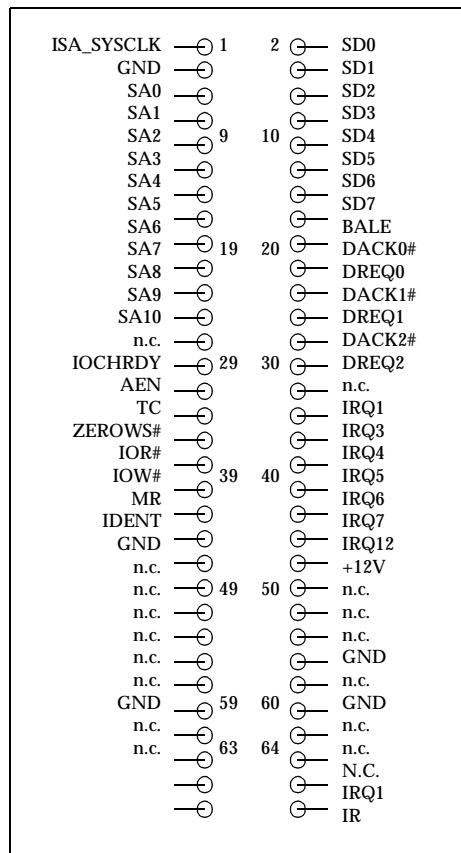 ISA_SYSCLK 1 2 SD0
GND SD1
SA0 SD2
SA1 SD3
SA2 9 10 SD4
SA3 SD5
SA4 SD6
SA5 SD7
SA6 BALE
SA7 19 20 DACK0#
SA8 DREQ0
SA9 DACK1#
SA10 DREQ1
n.c. DACK2#
IOCHRDY 29 30 DREQ2
AEN n.c.
TC IRQ1
ZEROWS# IRQ3
IOR# IRQ4
IOW# 39 40 IRQ5
MR IRQ6
IDENT IRQ7
GND IRQ12
n.c. +12V
n.c. 49 50 n.c.
n.c. n.c.
n.c. n.c.
n.c. GND
n.c. n.c.
GND 59 60 GND
n.c. n.c.
n.c. 63 64 n.c.
N.C.
IRQ1
IR